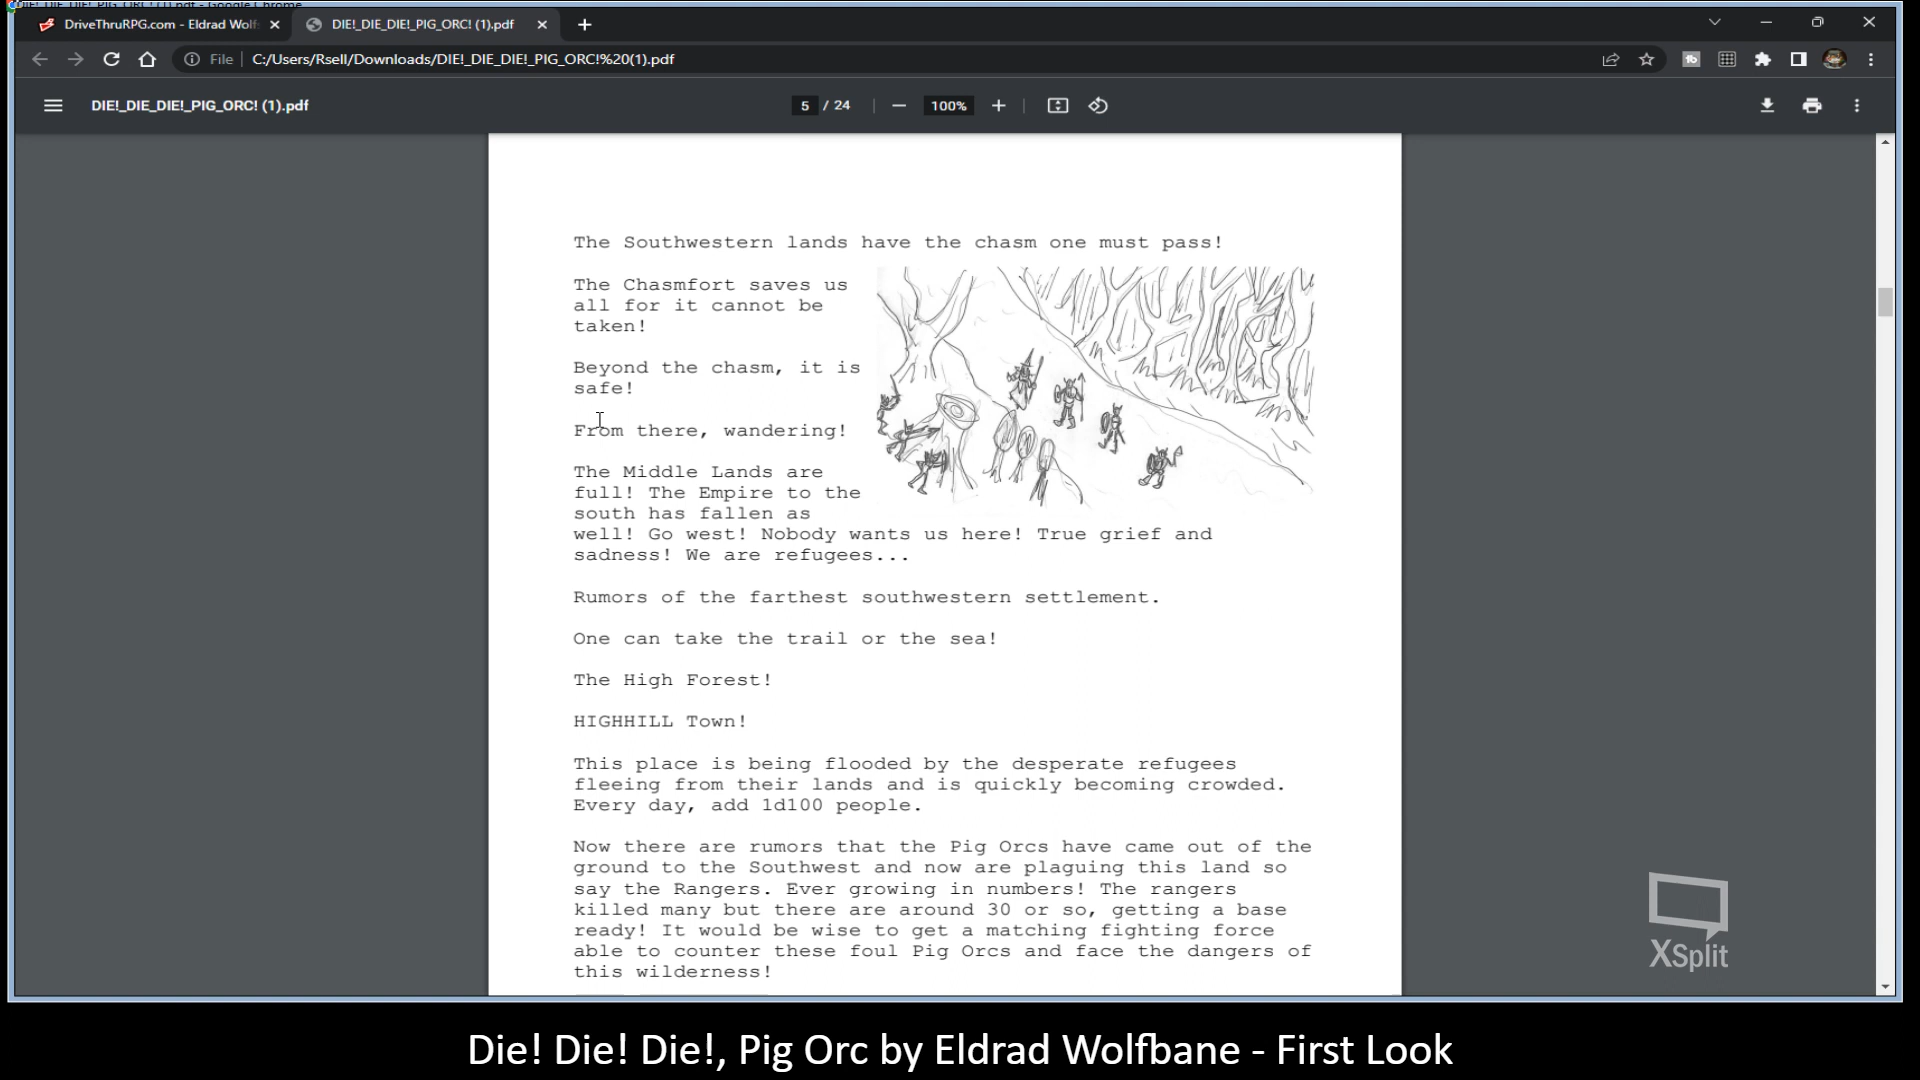 DriveThruRPG.com - Eldrad Wolf
DIE!_DIE_DIE!_PIG_ORC! (1).pdf
File
C:/Users/Rsell/Downloads/DIE!_DIE_DIE!_PIG_ORC!%20(1).pdf
DIE!_DIE_DIE!_PIG_ORC! (1).pdf
5 / 24
100%
The Southwestern lands have the chasm one must pass!
The Chasmfort saves us
all for it cannot be
taken!
Beyond the chasm, it is
safe!
From there, wandering!
The Middle Lands are
full! The Empire to the
south has fallen as
well! Go west! Nobody wants us here! True grief and
sadness! We are refugees...
Rumors of the farthest southwestern settlement.
One can take the trail or the sea!
The High Forest!
HIGHHILL Town!
This place is being flooded by the desperate refugees
fleeing from their lands and is quickly becoming crowded.
Every day, add 1d100 people.
Now there are rumors that the Pig Orcs have came out of the
ground to the Southwest and now are plaguing this land so
say the Rangers. Ever growing in numbers! The rangers
killed many but there are around 30 or so, getting a base
ready! It would be wise to get a matching fighting force
able to counter these foul Pig Orcs and face the dangers of
this wilderness!
XSplit
Die! Die! Die!, Pig Orc by Eldrad Wolfbane - First Look